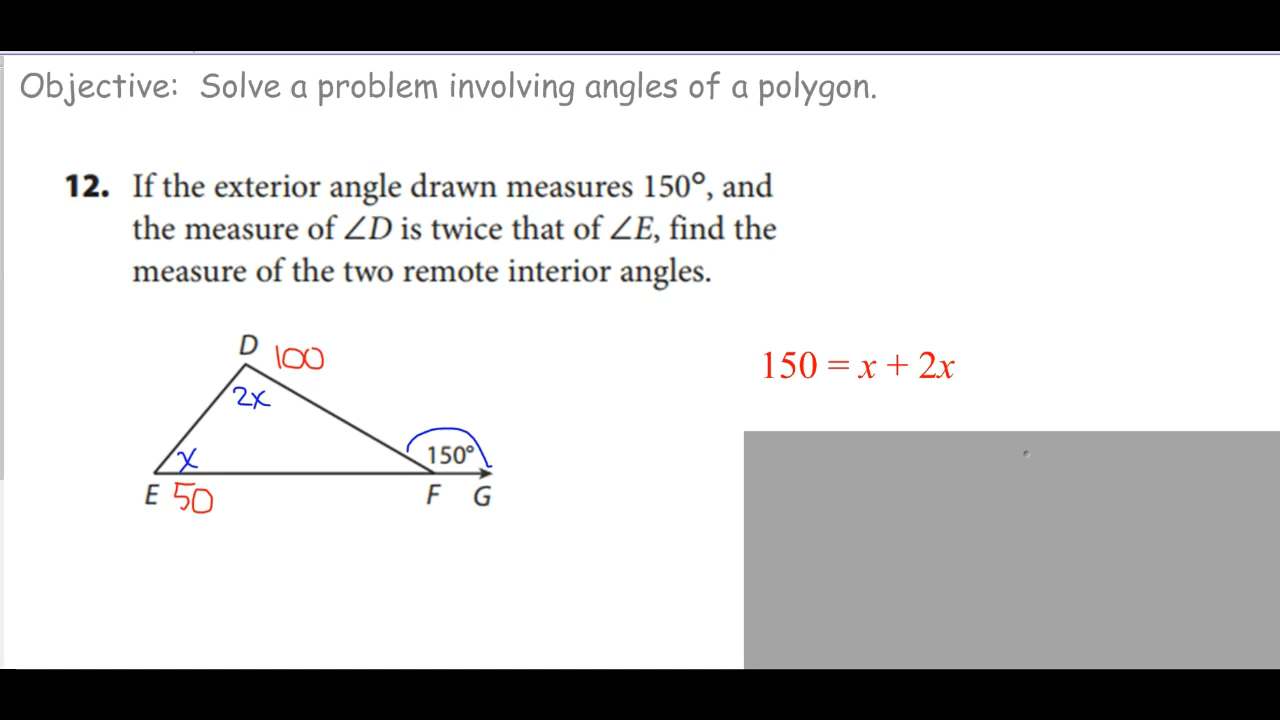 Objective: Solve a problem involving angles of a polygon.
12. If the exterior angle drawn measures 150°, and
the measure of ∠D is twice that of ∠E, find the
measure of the two remote interior angles.
D 100
2x
150 = x + 2x
x
150°
E 50
F G